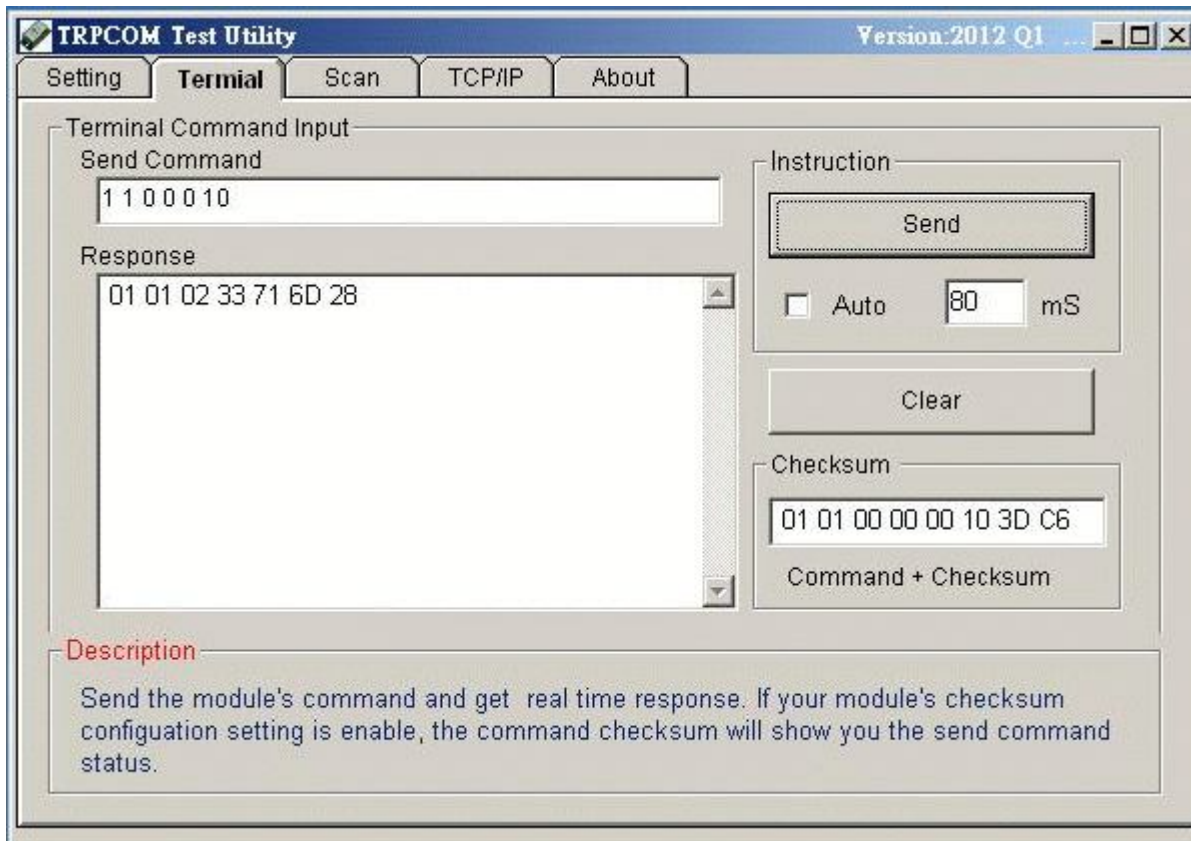 TRPCOM Test Utility Version:2012 Q1 ...
Setting Termial Scan TCP/IP About
Terminal Command Input
Send Command
1 1 0 0 0 10
Response
01 01 02 33 71 6D 28
Instruction
Send
Auto 80 mS
Clear
Checksum
01 01 00 00 00 10 3D C6
Command + Checksum
Description
Send the module's command and get real time response. If your module's checksum
configuation setting is enable, the command checksum will show you the send command
status.